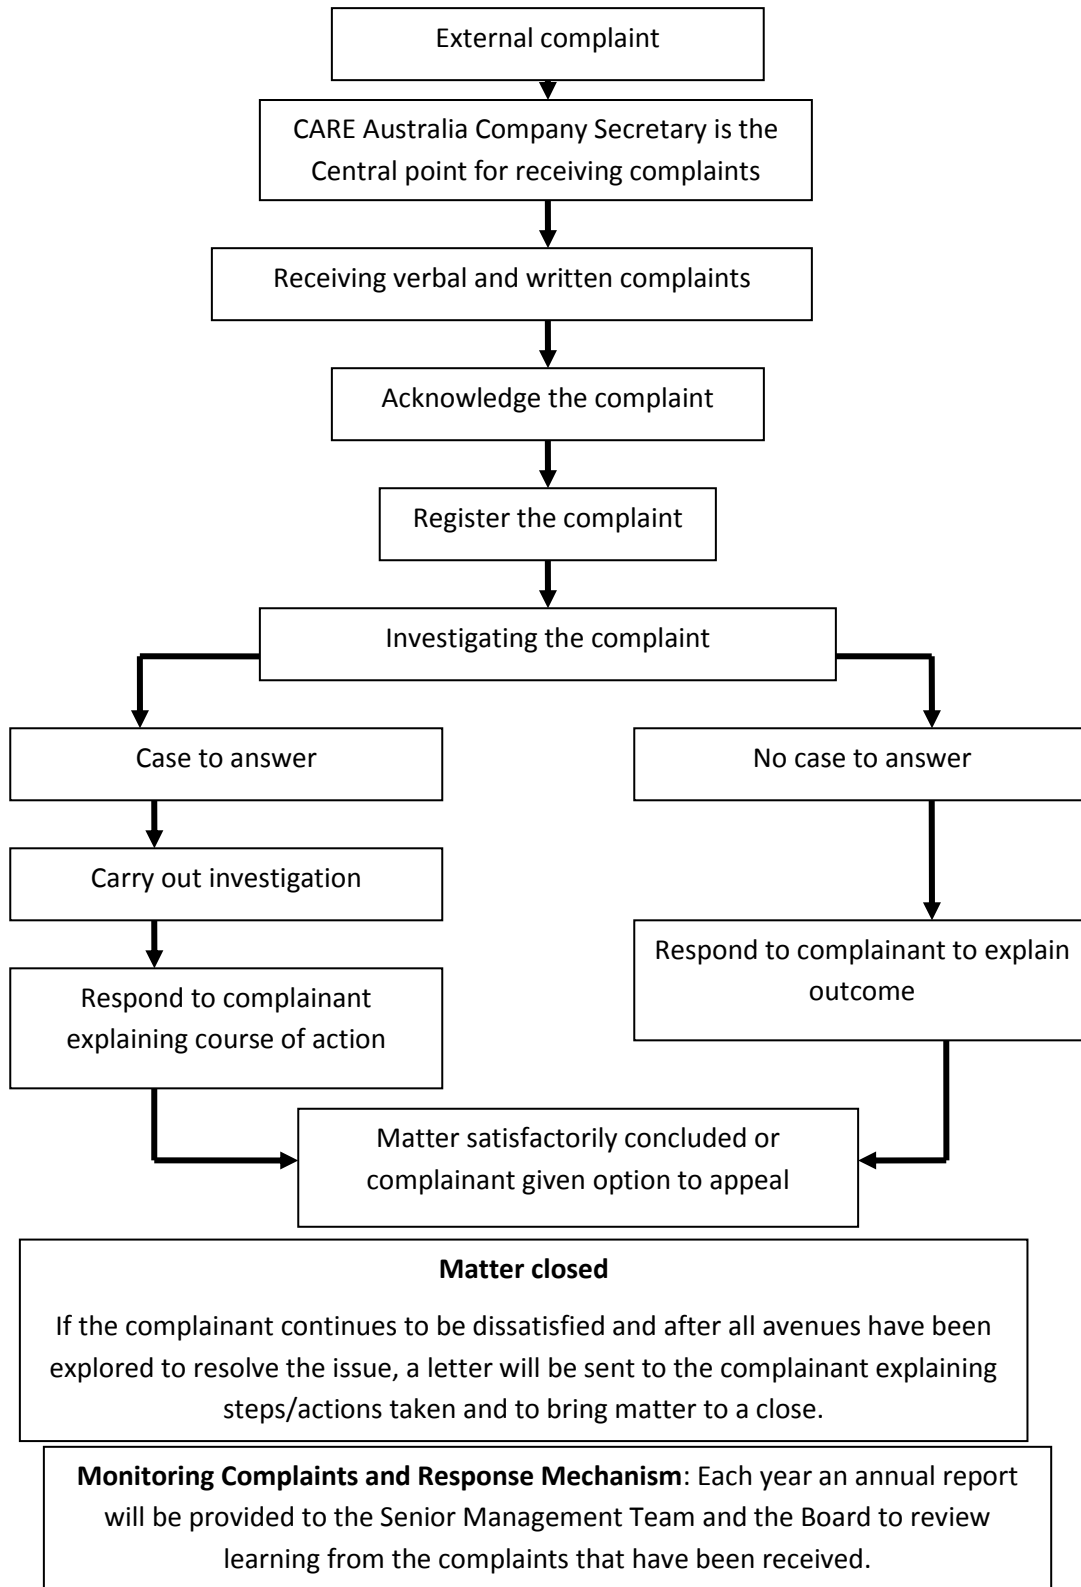 External complaint
CARE Australia Company Secretary is the
Central point for receiving complaints
Receiving verbal and written complaints
Acknowledge the complaint
Register the complaint
Investigating the complaint
Case to answer
No case to answer
Carry out investigation
Respond to complainant to explain
outcome
Respond to complainant
explaining course of action
Matter satisfactorily concluded or
complainant given option to appeal
Matter closed
If the complainant continues to be dissatisfied and after all avenues have been
explored to resolve the issue, a letter will be sent to the complainant explaining
steps/actions taken and to bring matter to a close.
Monitoring Complaints and Response Mechanism: Each year an annual report
will be provided to the Senior Management Team and the Board to review
learning from the complaints that have been received.